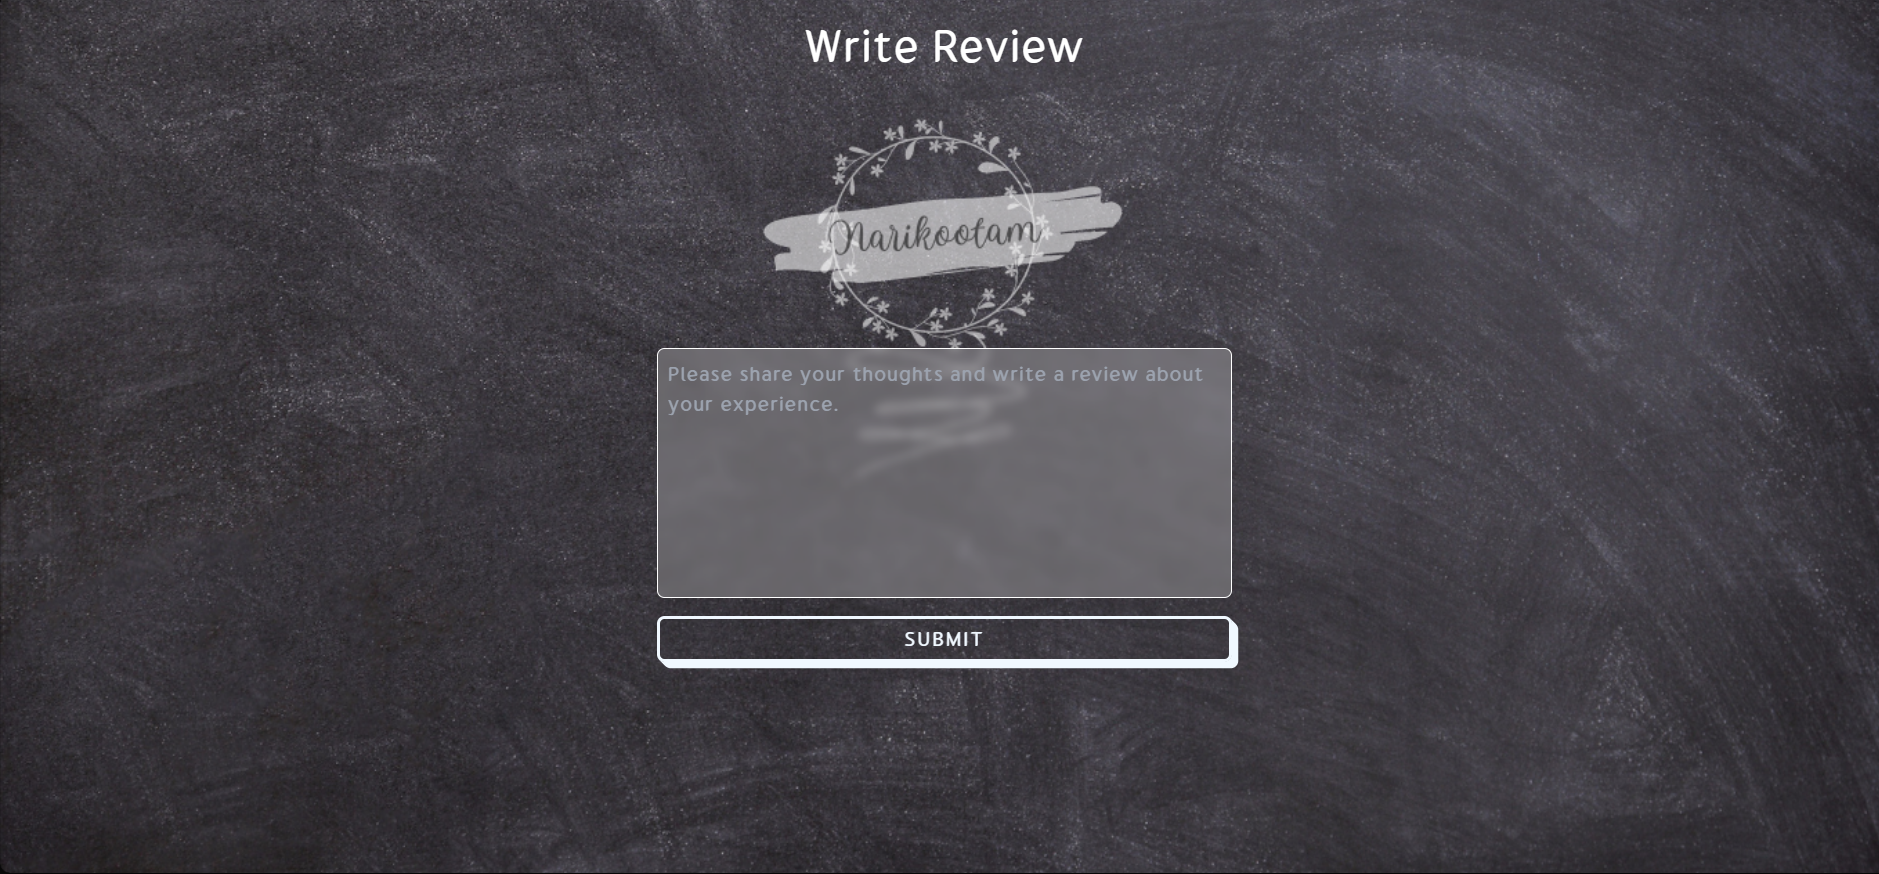 Write Review
Narikootam
Please share your thoughts and write a review about
your experience.
SUBMIT